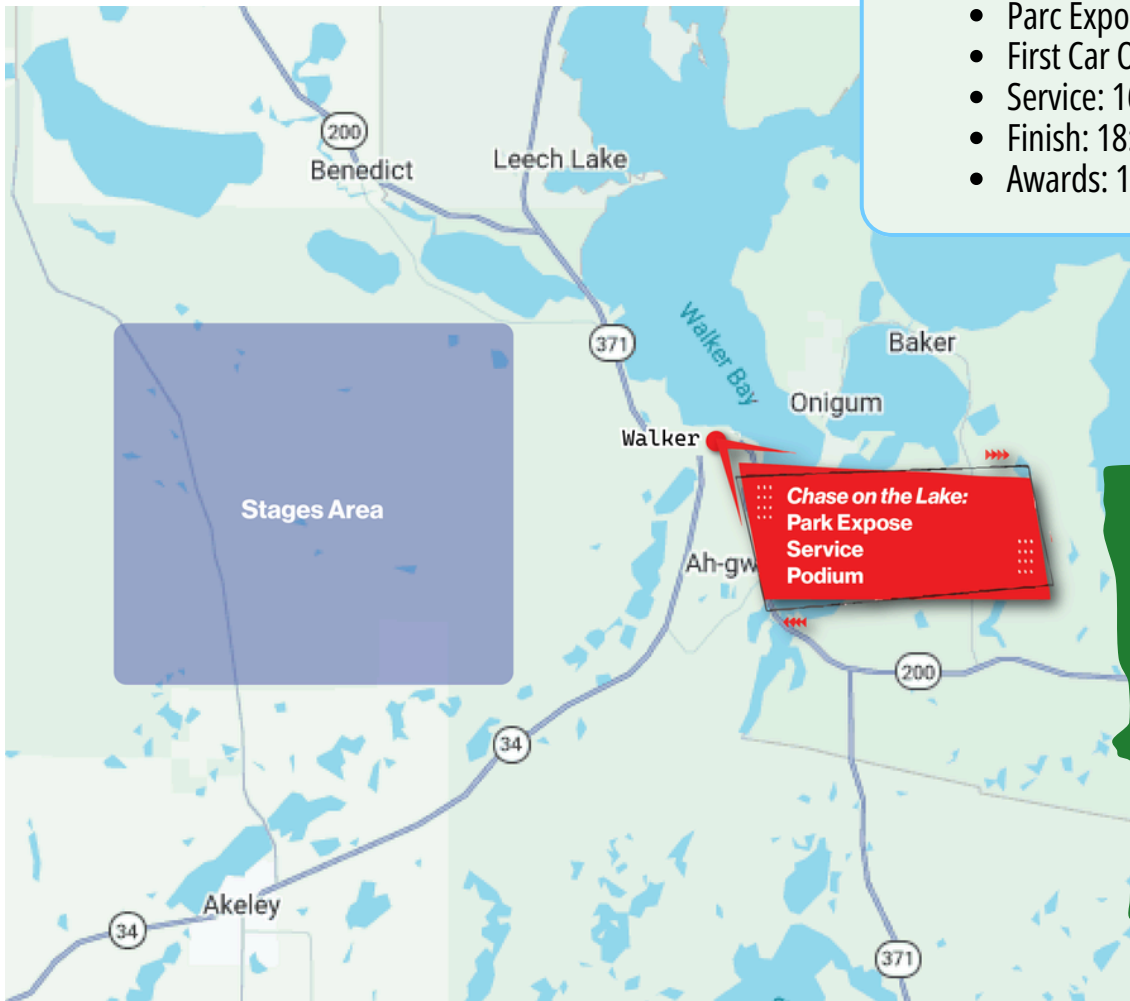 • Parc Expo
• First Car O
• Service: 1
• Finish: 18:
• Awards: 1
200
Benedict
Leech Lake
371
Walker Bay
Baker
Onigum
Walker
Stages Area
Chase on the Lake:
Park Expose
Service
Podium
Ah-gw
200
34
Akeley
34
371